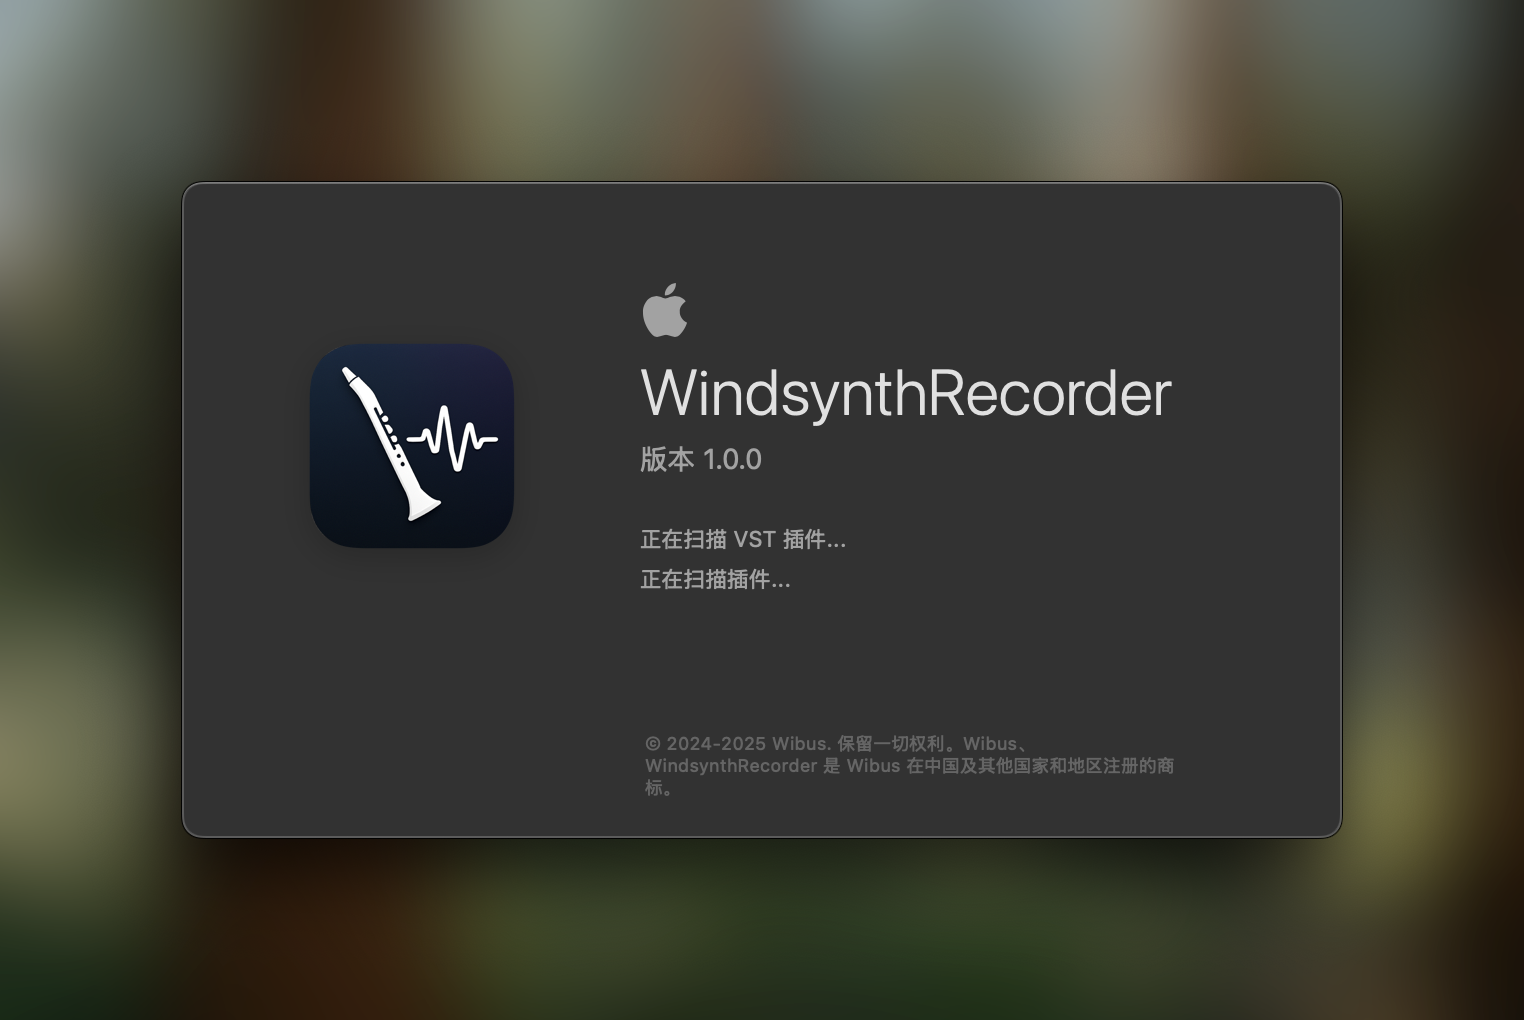 WindsynthRecorder
版本 1.0.0
正在扫描 VST 插件...
正在扫描插件...
© 2024-2025 Wibus. 保留一切权利。Wibus、
WindsynthRecorder 是 Wibus 在中国及其他国家和地区注册的商
标。